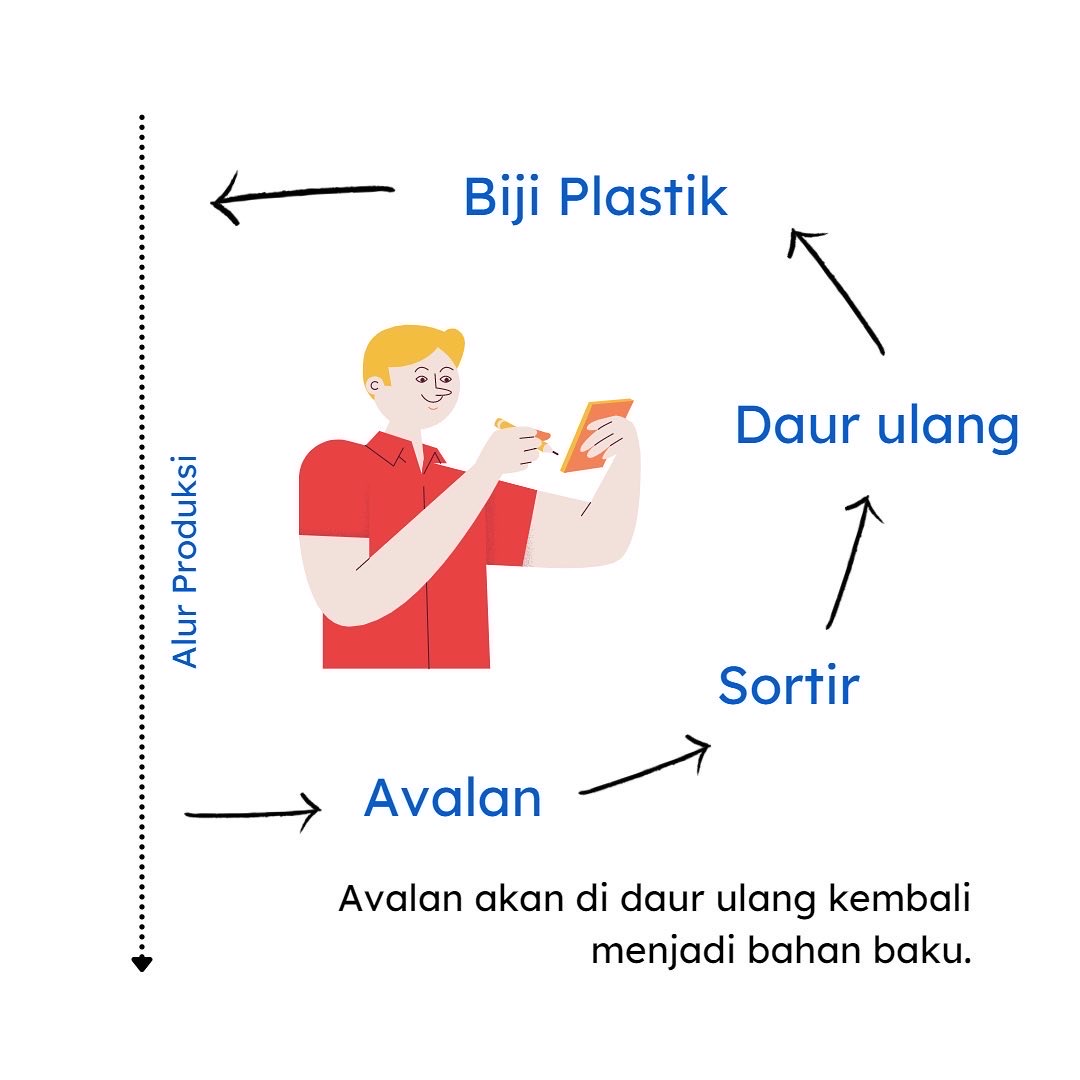 Biji Plastik
Daur ulang
Alur Produksi
Sortir
Avalan
Avalan akan di daur ulang kembali
menjadi bahan baku.